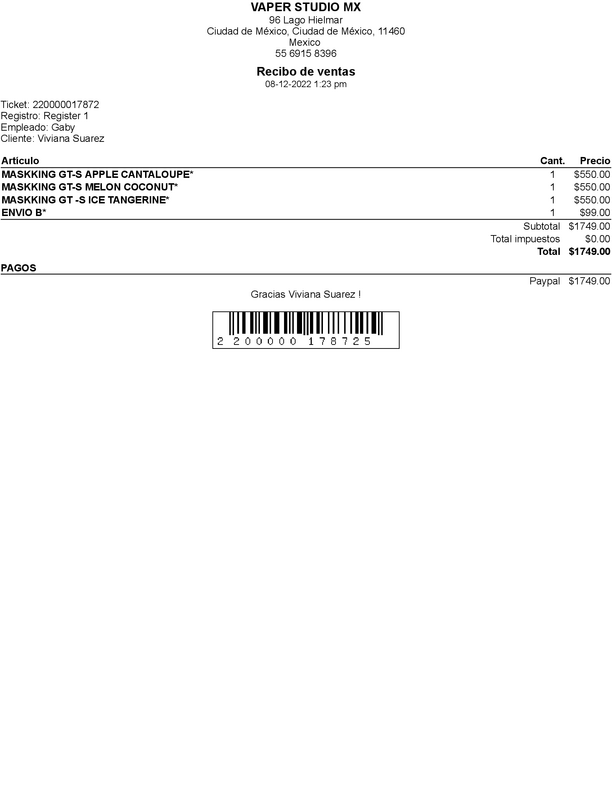 VAPER STUDIO MX
96 Lago Hielmar
Ciudad de México, Ciudad de México, 11460
Mexico
55 6915 8396
Recibo de ventas
08-12-2022 1:23 pm
Ticket: 220000017872
Registro: Register 1
Empleado: Gaby
Cliente: Viviana Suarez
Articulo Cant. Precio
MASKKING GT-S APPLE CANTALOUPE* 1 $550.00
MASKKING GT-S MELON COCONUT* 1 $550.00
MASKKING GT -S ICE TANGERINE* 1 $550.00
ENVIO B* 1 $99.00
Subtotal $1749.00
Total impuestos $0.00
Total $1749.00
PAGOS
Paypal $1749.00
Gracias Viviana Suarez !
2 200000 178725